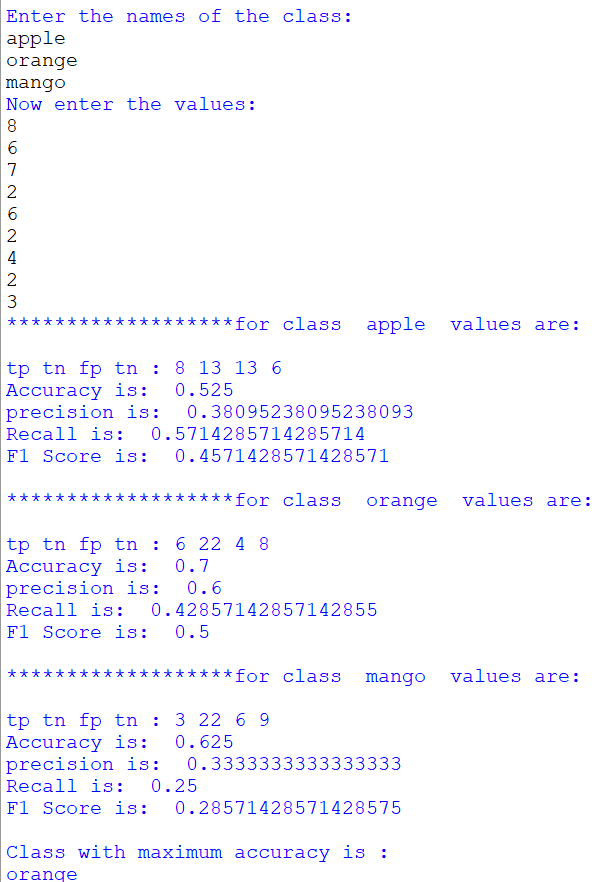 Enter the names of the class:
apple
orange
mango
Now enter the values:
8
6
7
2
6
2
4
2
3
*******************for class  apple  values are:
tp tn fp tn : 8 13 13 6
Accuracy is:  0.525
precision is:  0.38095238095238093
Recall is:  0.5714285714285714
F1 Score is:  0.4571428571428571
*******************for class  orange  values are:
tp tn fp tn : 6 22 4 8
Accuracy is:  0.7
precision is:  0.6
Recall is:  0.42857142857142855
F1 Score is:  0.5
*******************for class  mango  values are:
tp tn fp tn : 3 22 6 9
Accuracy is:  0.625
precision is:  0.3333333333333333
Recall is:  0.25
F1 Score is:  0.28571428571428575
Class with maximum accuracy is :
orange